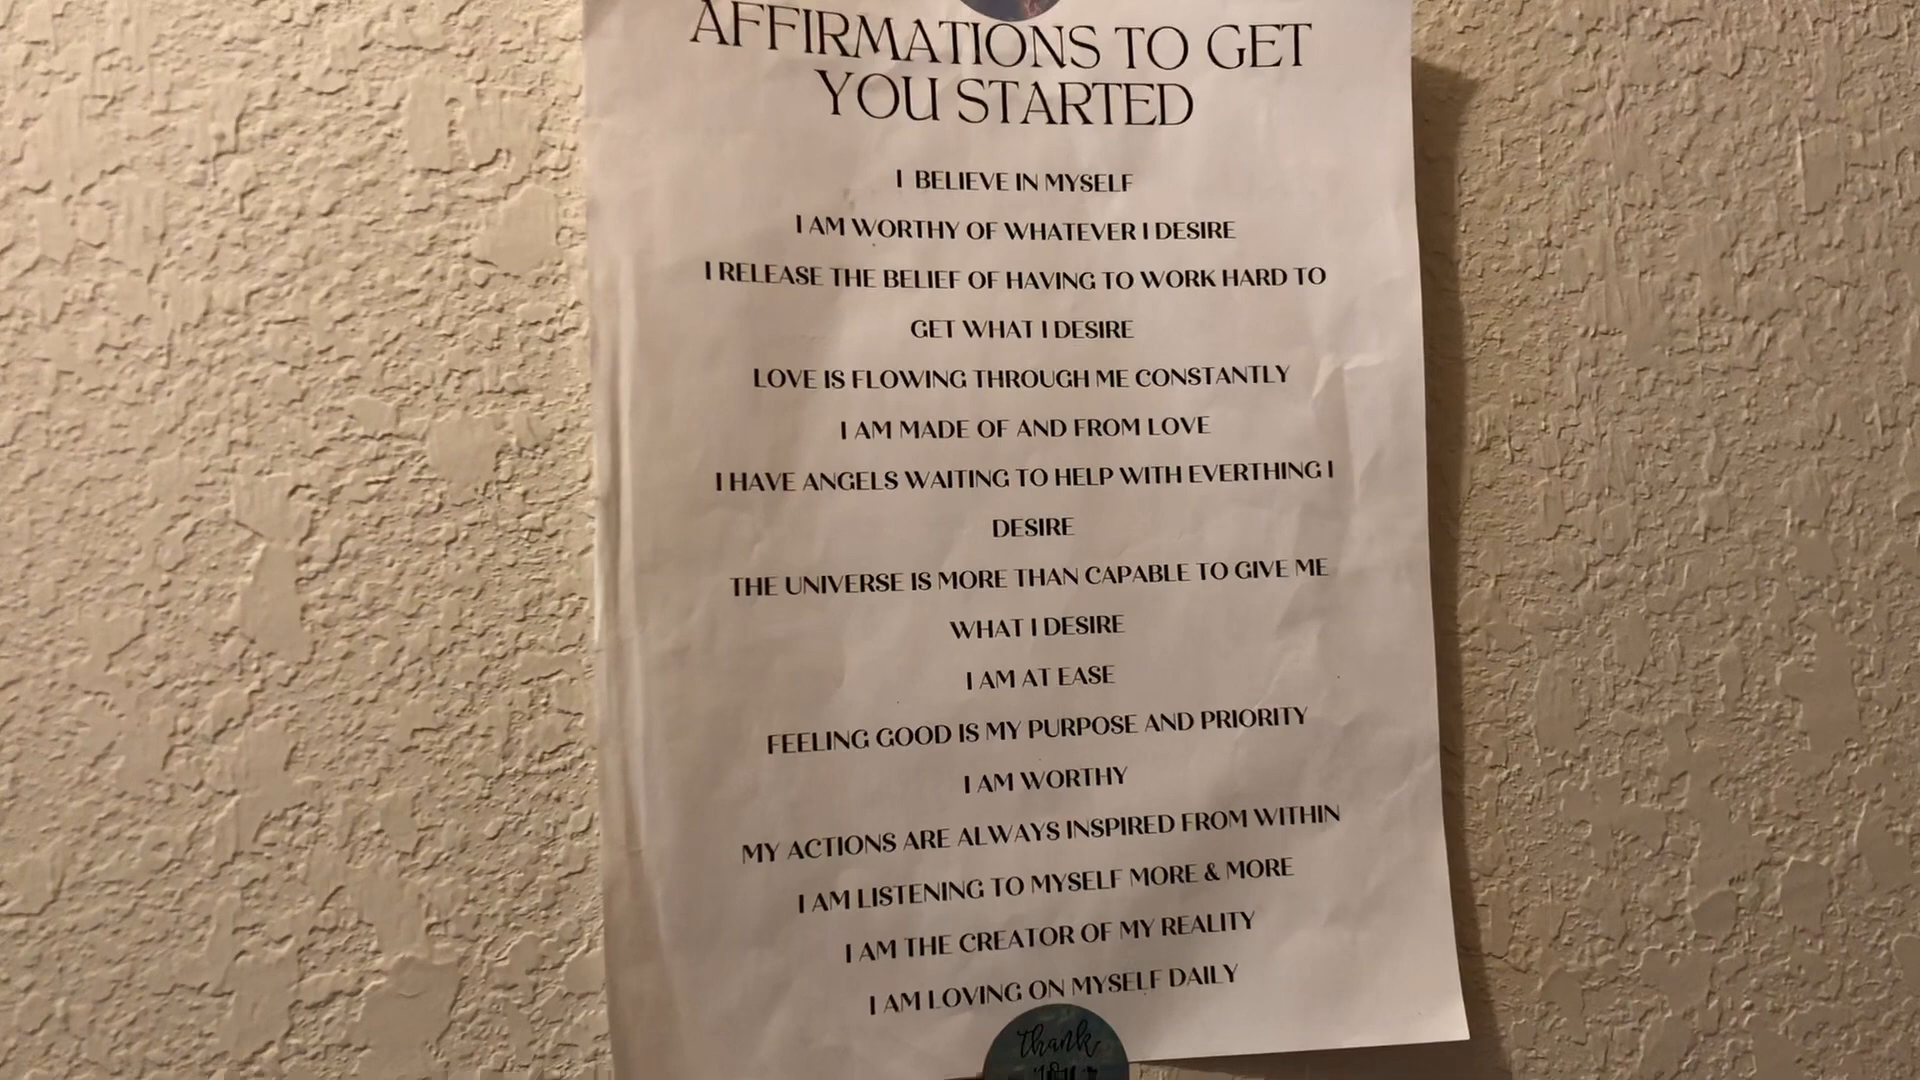 AFFIRMATIONS TO GET
YOU STARTED
I BELIEVE IN MYSELF
I AM WORTHY OF WHATEVER I DESIRE
I RELEASE THE BELIEF OF HAVING TO WORK HARD TO
GET WHAT I DESIRE
LOVE IS FLOWING THROUGH ME CONSTANTLY
I AM MADE OF AND FROM LOVE
I HAVE ANGELS WAITING TO HELP WITH EVERTHING I
DESIRE
THE UNIVERSE IS MORE THAN CAPABLE TO GIVE ME
WHAT I DESIRE
I AM AT EASE
FEELING GOOD IS MY PURPOSE AND PRIORITY
I AM WORTHY
MY ACTIONS ARE ALWAYS INSPIRED FROM WITHIN
I AM LISTENING TO MYSELF MORE & MORE
I AM THE CREATOR OF MY REALITY
I AM LOVING ON MYSELF DAILY
thank
you